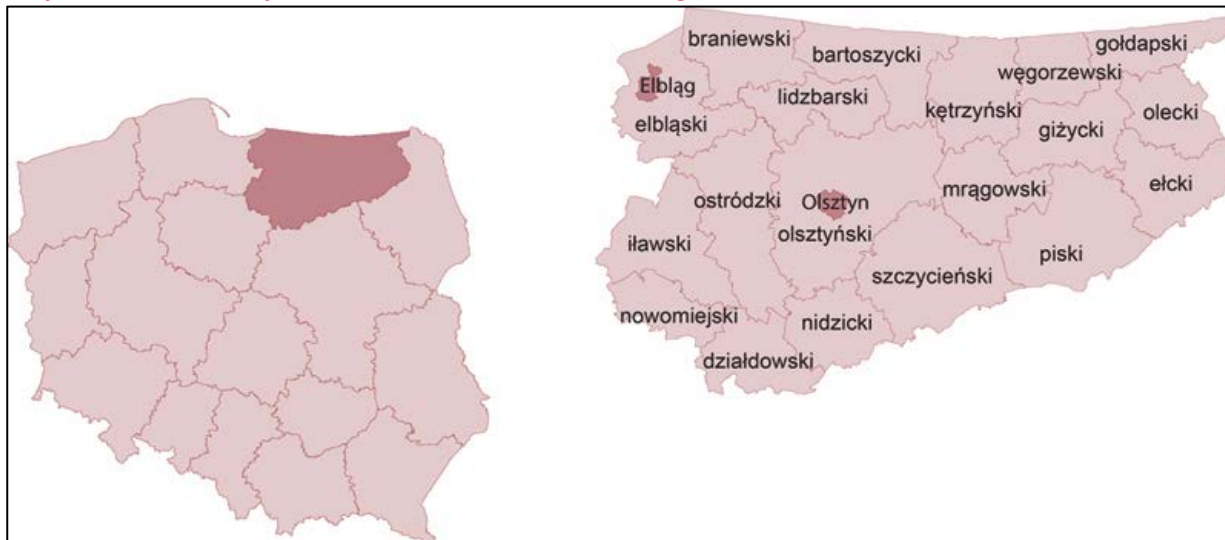 braniewski
bartoszycki
gołdapski
węgorzewski
Elbląg
lidzbarski
kętrzyński
olecki
elbląski
giżycki
mrągowski
ełcki
ostródzki
Olsztyn
olsztyński
iławski
piski
szczycieński
nowomiejski
nidzicki
działdowski